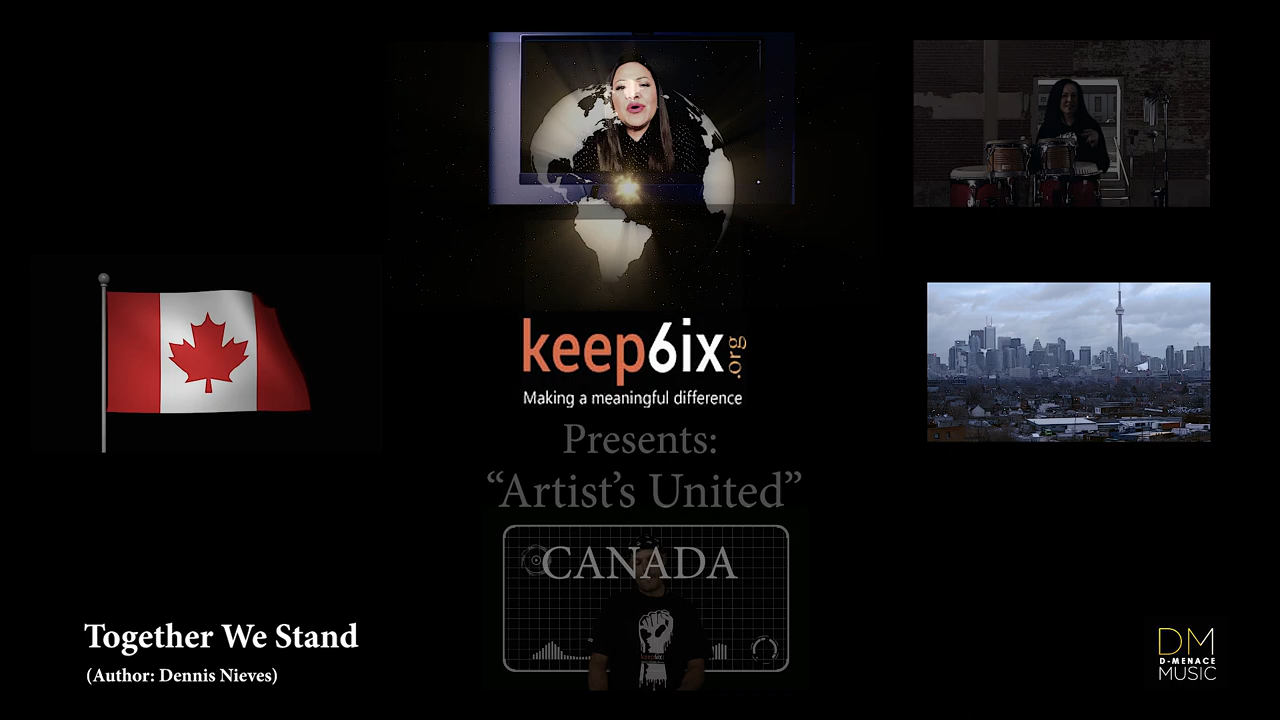 keep6ix.org
Making a meaningful difference
Presents:
“Artist’s United”
CANADA
Together We Stand
(Author: Dennis Nieves)
DM
D-MENACE
MUSIC